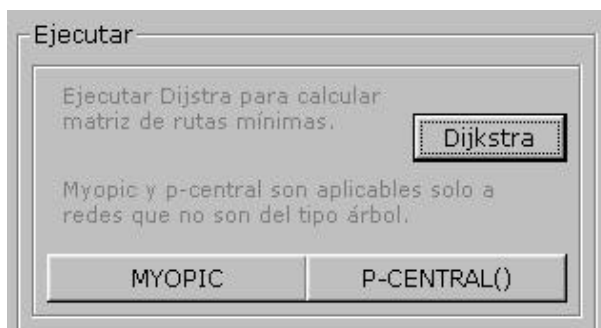 Ejecutar
Ejecutar Dijstra para calcular
matriz de rutas mínimas.
Dijkstra
Myopic y p-central son aplicables solo a
redes que no son del tipo árbol.
MYOPIC P-CENTRAL()